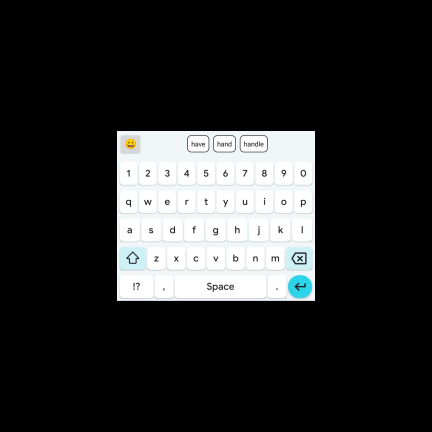 have hand handle
1 2 3 4 5 6 7 8 9 0
q w e r t y u i o p
a s d f g h j k l
z x c v b n m
!? , Space .